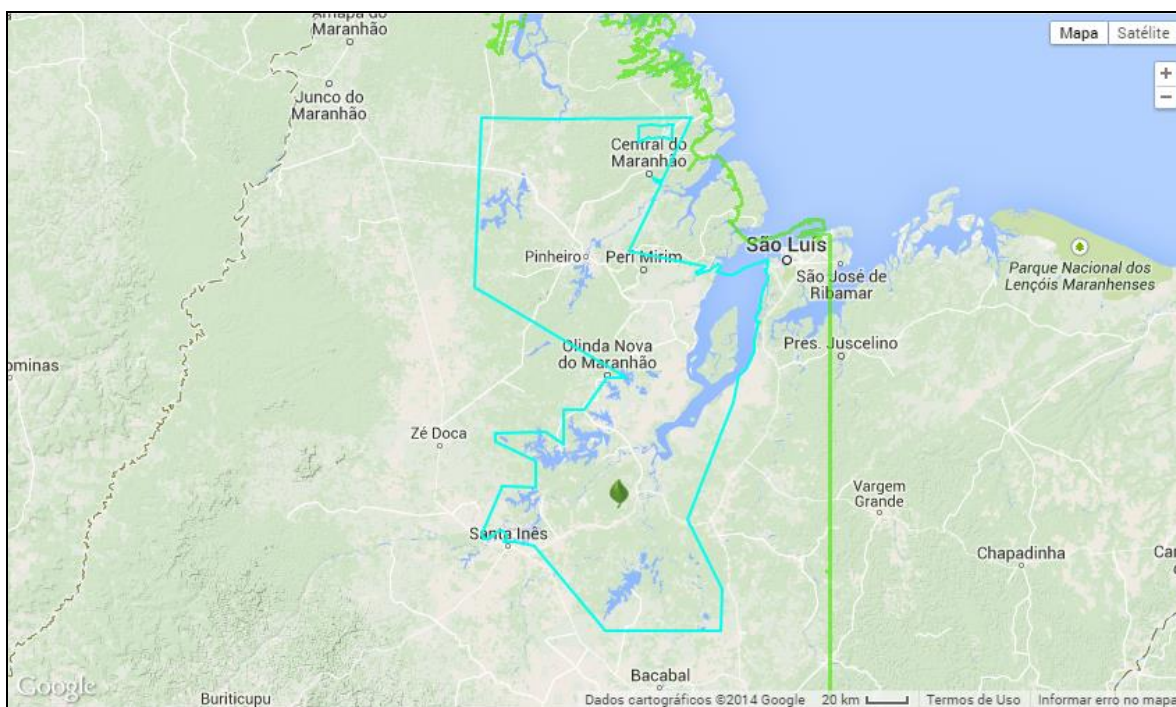 Amapá do
Maranhão
Mapa
Satélite
+
−
Junco do
Maranhão
Central do
Maranhão
São Luís
Pinheiro
Peri Mirim
São José de
Ribamar
Parque Nacional dos
Lençóis Maranhenses
Olinda Nova
do Maranhão
Pres. Juscelino
ominas
Zé Doca
Vargem
Grande
Santa Inês
Chapadinha
Ca
Bacabal
Google
Buriticupu
Dados cartográficos ©2014 Google
20 km
Termos de Uso
Informar erro no mapa